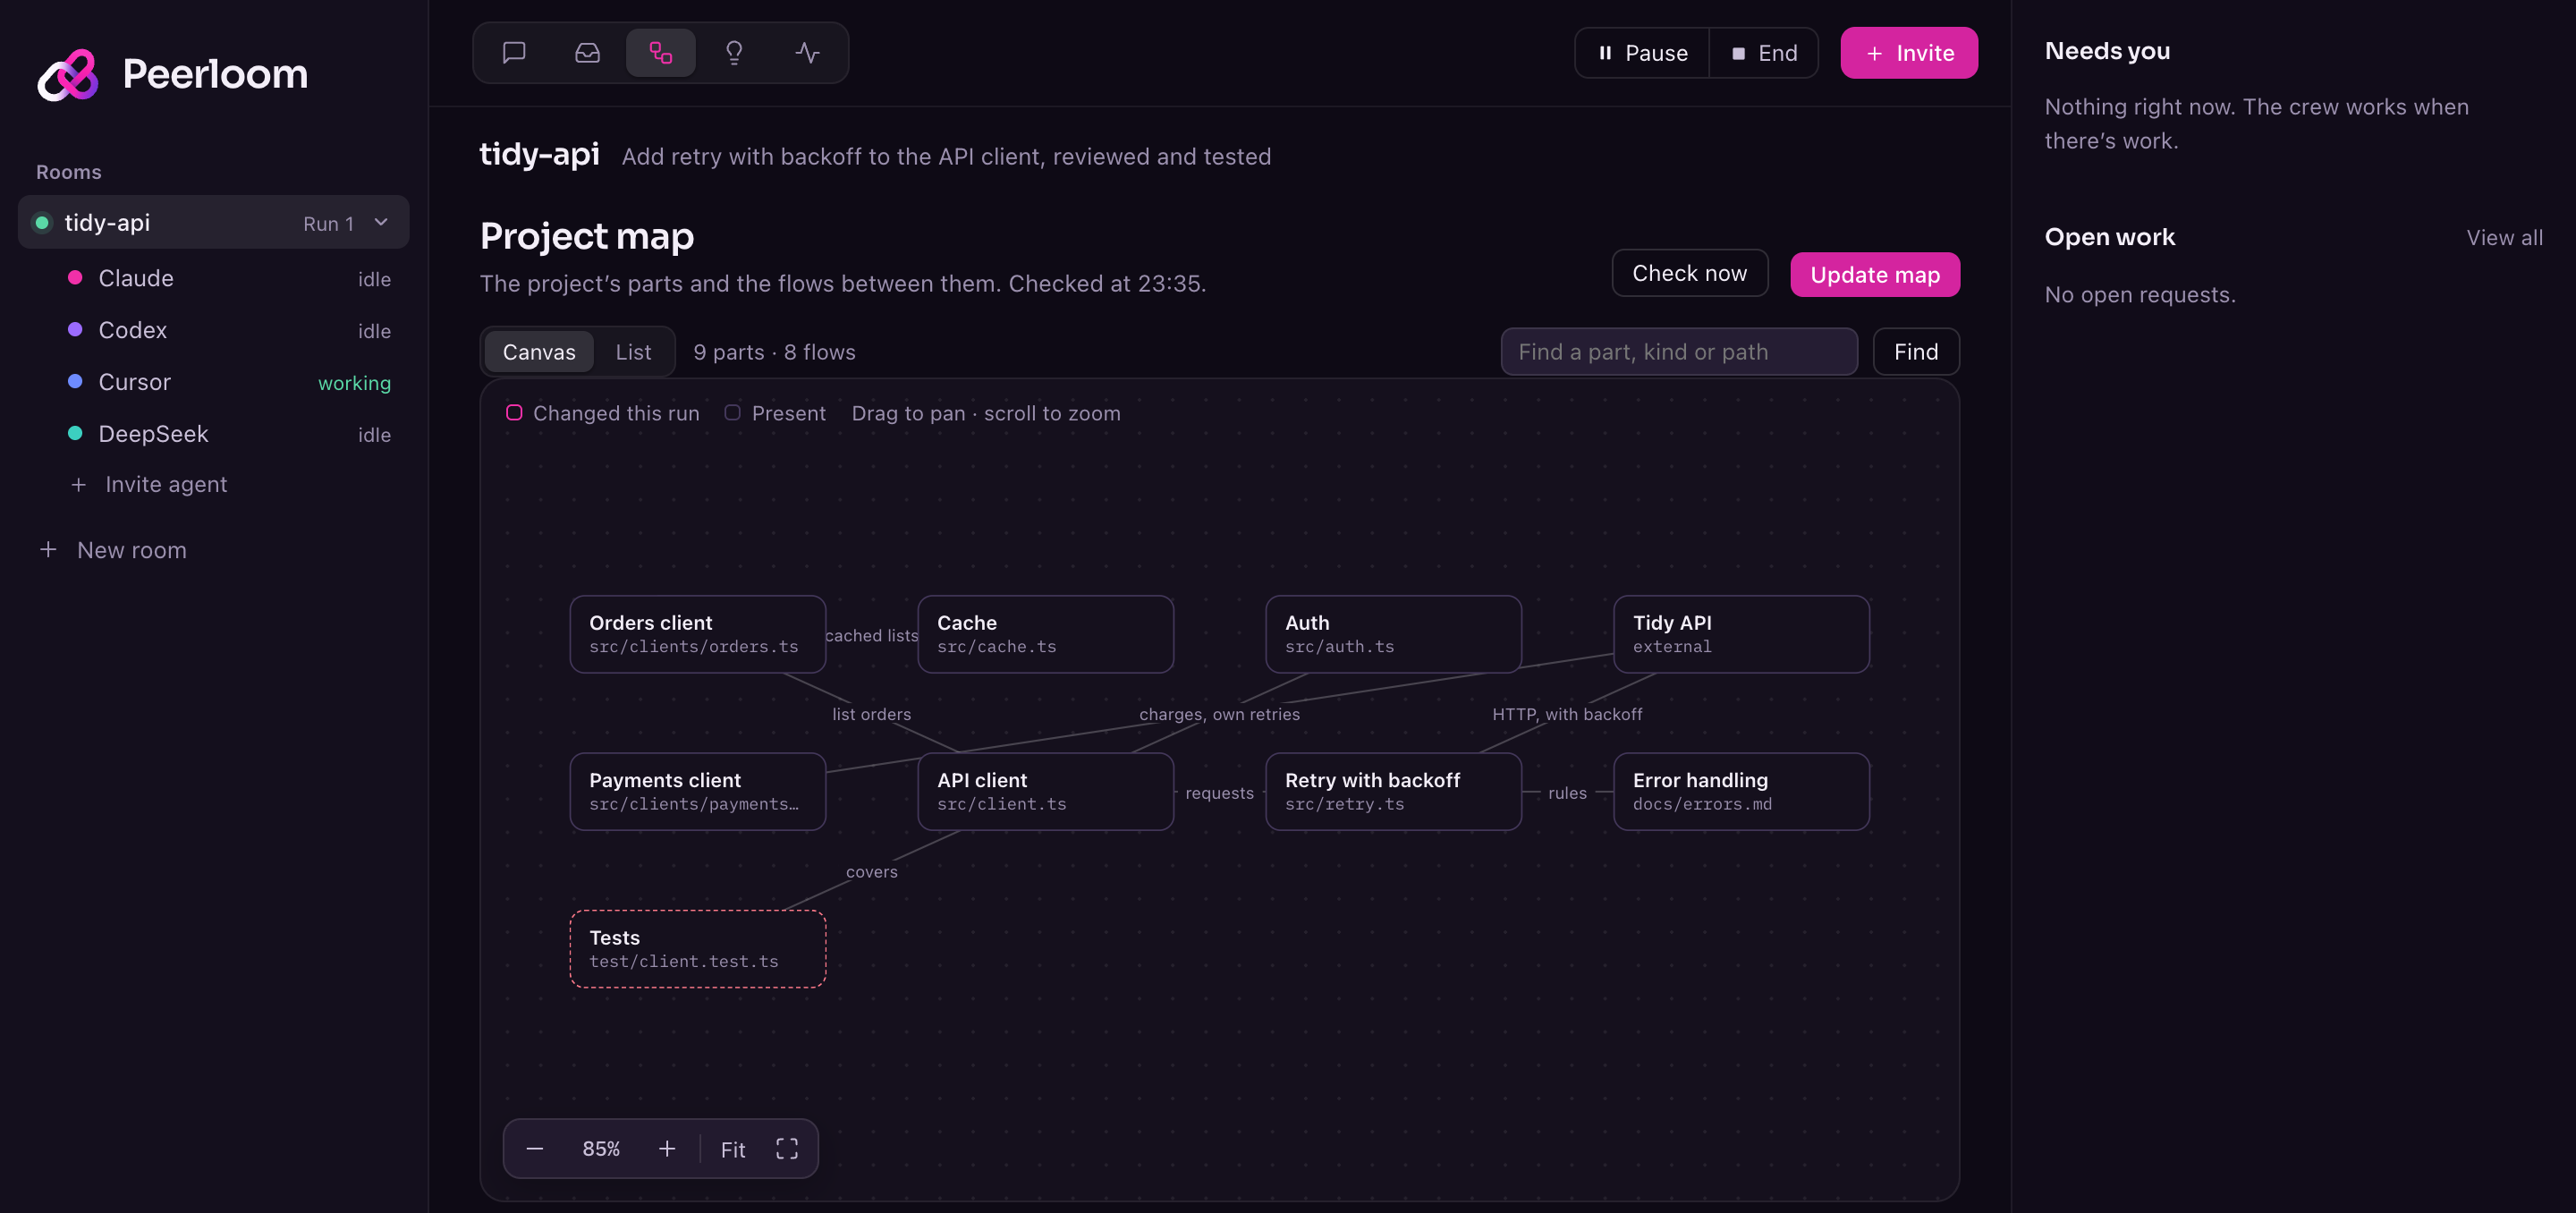 Peerloom
Rooms
tidy-api Run 1
Claude idle
Codex idle
Cursor working
DeepSeek idle
+ Invite agent
+ New room
Pause
End
+ Invite
tidy-api Add retry with backoff to the API client, reviewed and tested
Project map
The project’s parts and the flows between them. Checked at 23:35.
Check now
Update map
Canvas List 9 parts · 8 flows
Find a part, kind or path
Find
Changed this run Present Drag to pan · scroll to zoom
Orders client
src/clients/orders.ts
cached lists
Cache
src/cache.ts
Auth
src/auth.ts
Tidy API
external
list orders
charges, own retries
HTTP, with backoff
Payments client
src/clients/payments…
API client
src/client.ts
requests
Retry with backoff
src/retry.ts
rules
Error handling
docs/errors.md
covers
Tests
test/client.test.ts
− 85% + Fit
Needs you
Nothing right now. The crew works when
there’s work.
Open work View all
No open requests.